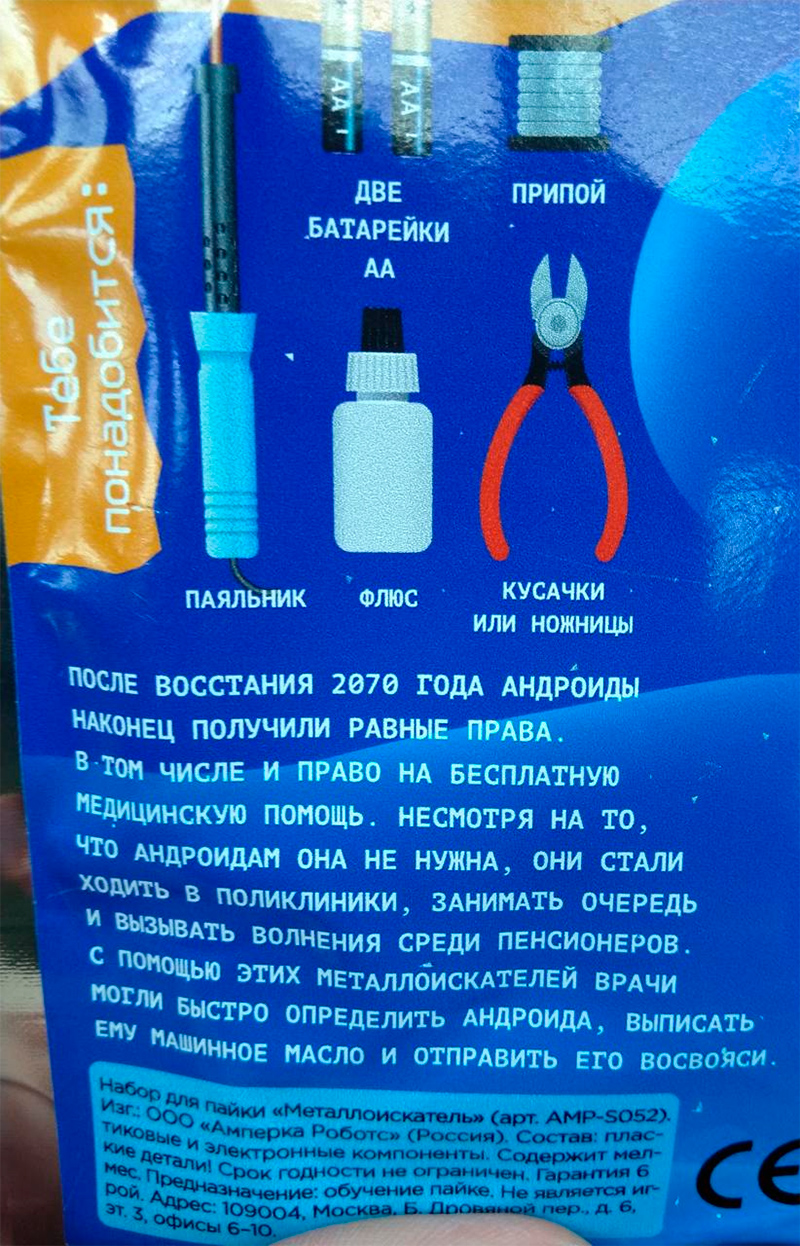 Тебе
понадобится:
AA
AA
ДВЕ
БАТАРЕЙКИ
АА
ПРИПОЙ
ПАЯЛЬНИК
ФЛЮС
КУСАЧКИ
ИЛИ НОЖНИЦЫ
ПОСЛЕ ВОССТАНИЯ 2070 ГОДА АНДРОИДЫ
НАКОНЕЦ ПОЛУЧИЛИ РАВНЫЕ ПРАВА.
В ТОМ ЧИСЛЕ И ПРАВО НА БЕСПЛАТНУЮ
МЕДИЦИНСКУЮ ПОМОЩЬ. НЕСМОТРЯ НА ТО,
ЧТО АНДРОИДАМ ОНА НЕ НУЖНА, ОНИ СТАЛИ
ХОДИТЬ В ПОЛИКЛИНИКИ, ЗАНИМАТЬ ОЧЕРЕДЬ
И ВЫЗЫВАТЬ ВОЛНЕНИЯ СРЕДИ ПЕНСИОНЕРОВ.
С ПОМОЩЬЮ ЭТИХ МЕТАЛЛОИСКАТЕЛЕЙ ВРАЧИ
МОГЛИ БЫСТРО ОПРЕДЕЛИТЬ АНДРОИДА, ВЫПИСАТЬ
ЕМУ МАШИННОЕ МАСЛО И ОТПРАВИТЬ ЕГО ВОСВОЯСИ.
Набор для пайки «Металлоискатель» (арт. AMP-S052).
Изг.: ООО «Амперка Роботс» (Россия). Состав: плас-
тиковые и электронные компоненты. Содержит мел-
кие детали! Срок годности не ограничен. Гарантия 6
мес. Предназначение: обучение пайке. Не является иг-
рой. Адрес: 109004, Москва, Б. Дровяной пер., д. 6,
эт. 3, офисы 6-10.
CE